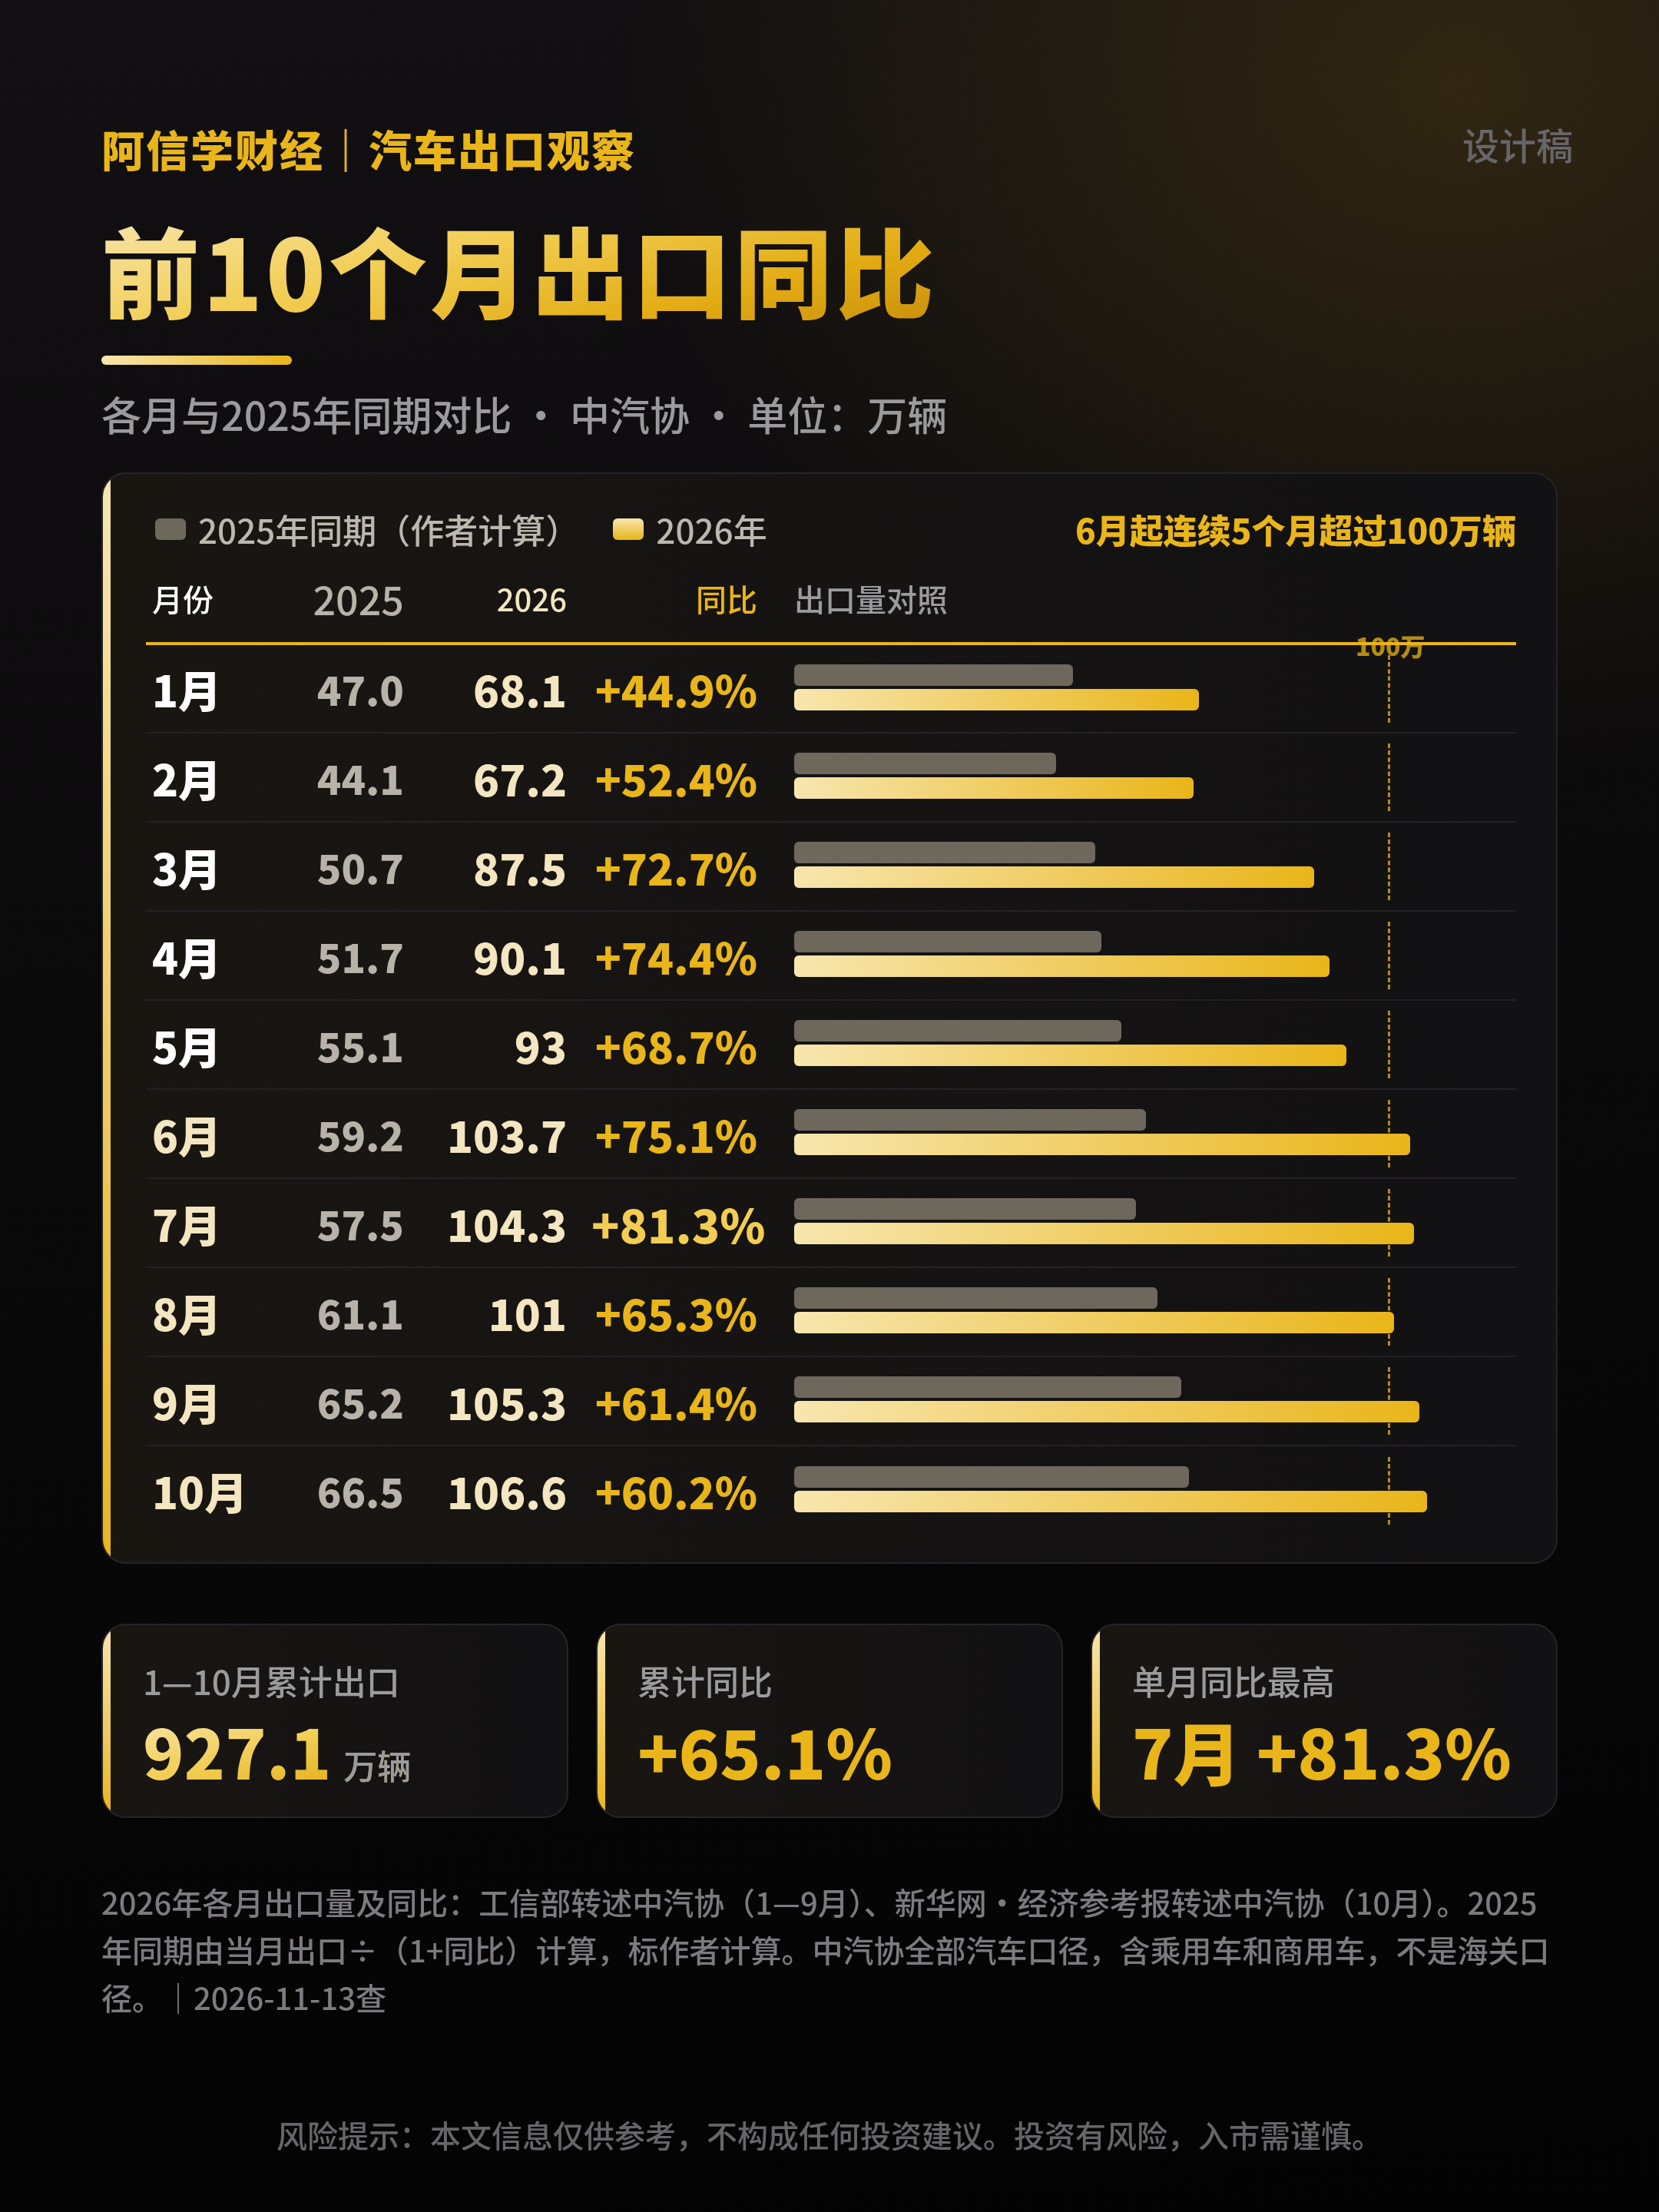 阿信学财经｜汽车出口观察
设计稿
前10个月出口同比
各月与2025年同期对比 · 中汽协 · 单位：万辆
2025年同期（作者计算） 2026年 6月起连续5个月超过100万辆
月份 2025 2026 同比 出口量对照
100万
1月 47.0 68.1 +44.9%
2月 44.1 67.2 +52.4%
3月 50.7 87.5 +72.7%
4月 51.7 90.1 +74.4%
5月 55.1 93 +68.7%
6月 59.2 103.7 +75.1%
7月 57.5 104.3 +81.3%
8月 61.1 101 +65.3%
9月 65.2 105.3 +61.4%
10月 66.5 106.6 +60.2%
1—10月累计出口
927.1 万辆
累计同比
+65.1%
单月同比最高
7月 +81.3%
2026年各月出口量及同比：工信部转述中汽协（1—9月）、新华网·经济参考报转述中汽协（10月）。2025
年同期由当月出口÷（1+同比）计算，标作者计算。中汽协全部汽车口径，含乘用车和商用车，不是海关口
径。｜2026-11-13查
风险提示：本文信息仅供参考，不构成任何投资建议。投资有风险，入市需谨慎。